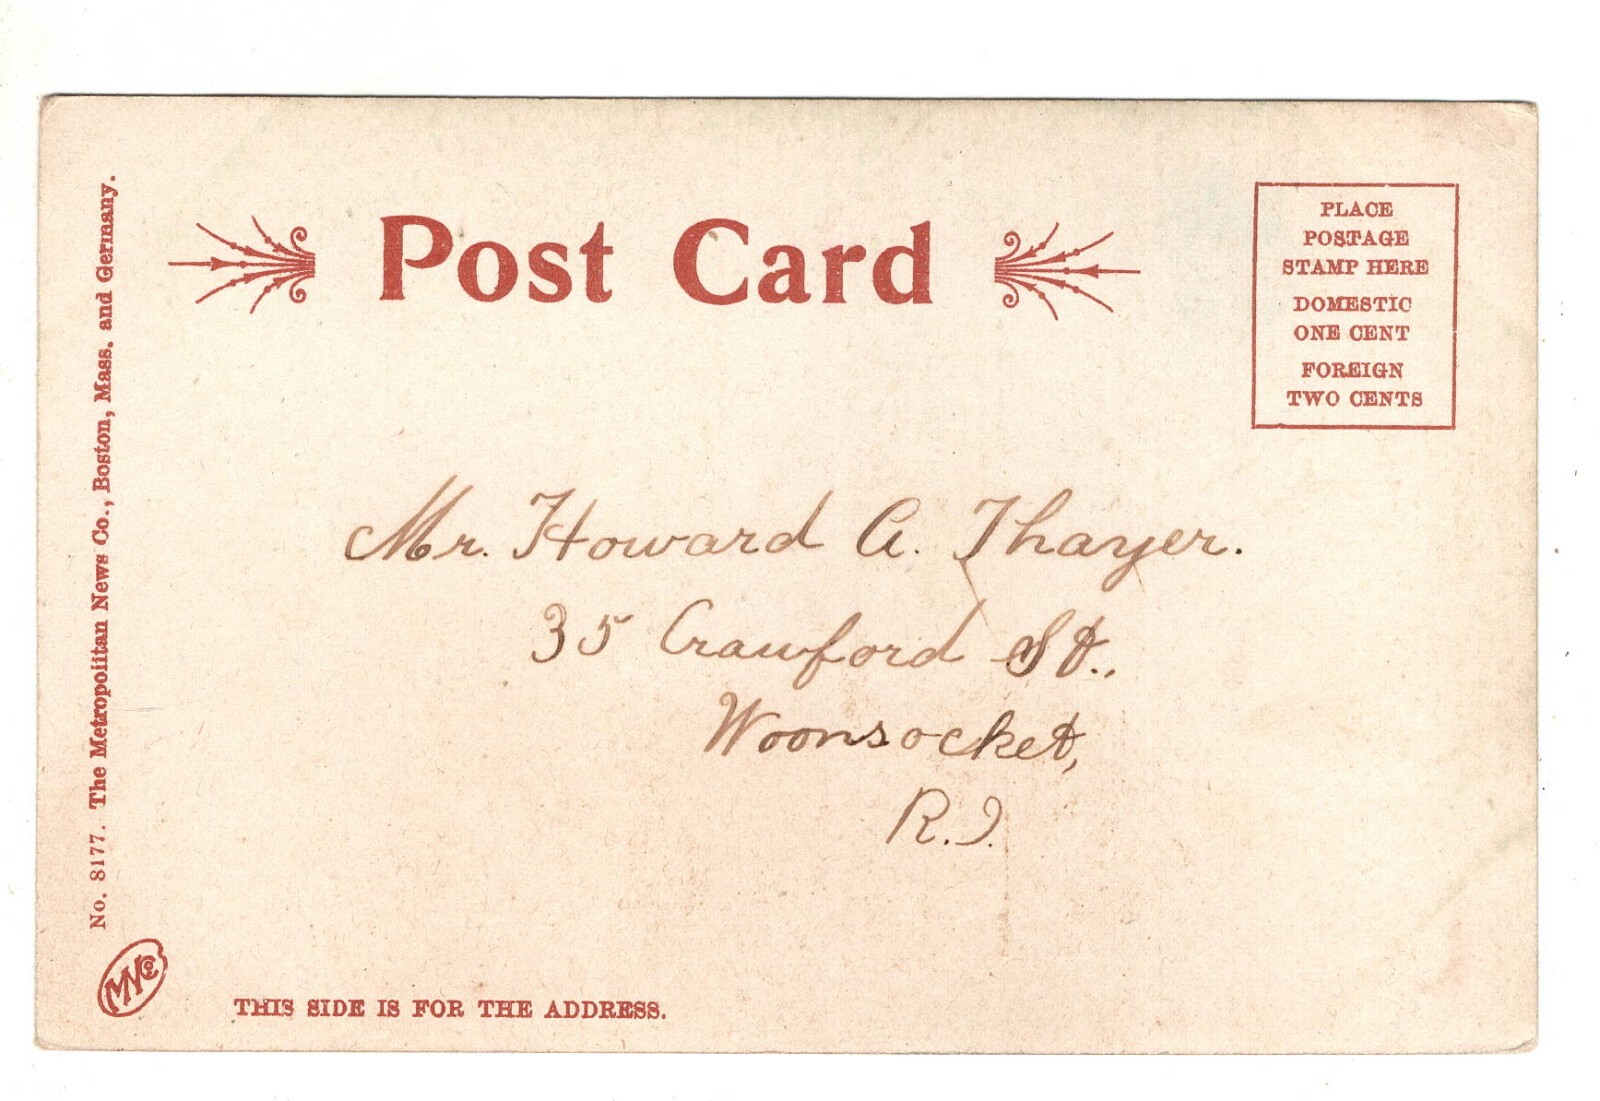 Post Card
PLACE
POSTAGE
STAMP HERE
DOMESTIC
ONE CENT
FOREIGN
TWO CENTS
Mr. Howard A. Thayer.
35 Crawford St.,
Woonsocket,
R.I.
No. 8177. The Metropolitan News Co., Boston, Mass. and Germany.
MNCo
THIS SIDE IS FOR THE ADDRESS.